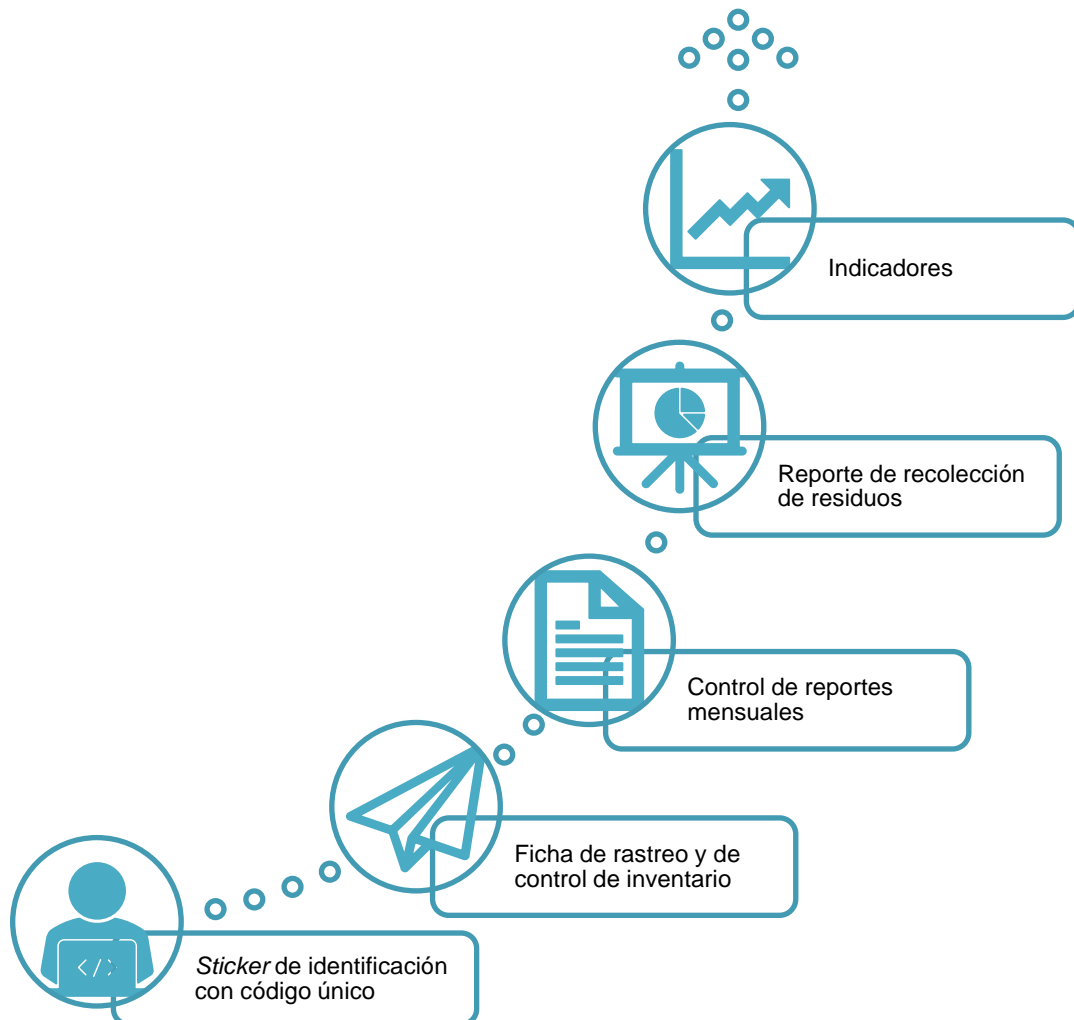 Indicadores
Reporte de recolección
de residuos
Control de reportes
mensuales
Ficha de rastreo y de
control de inventario
Sticker de identificación
con código único
</>